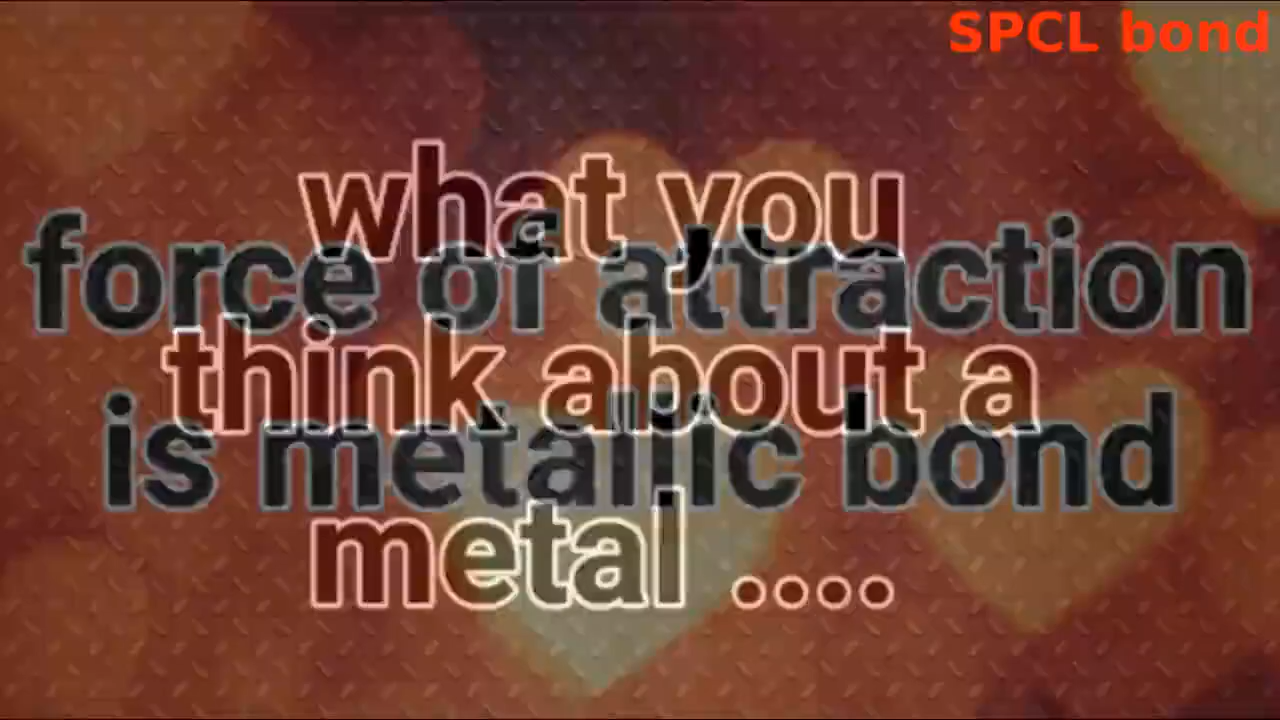 SPCL bond
what you
think about a
metal ....
force of attraction
is metallic bond